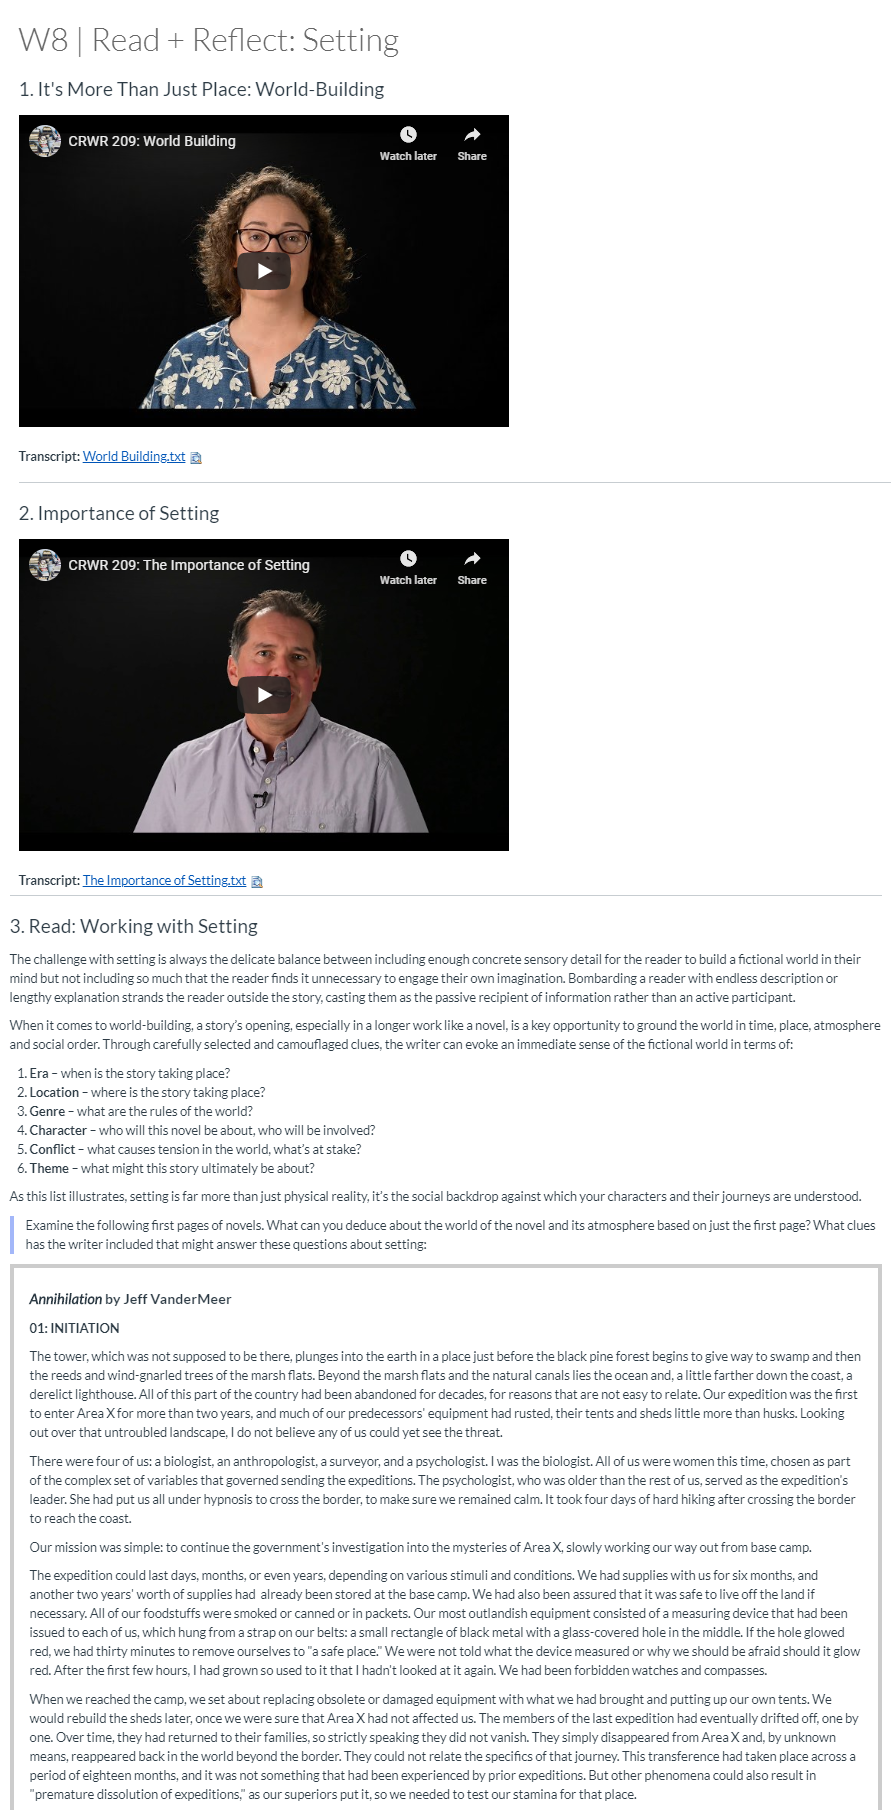 W8 | Read + Reflect: Setting
1. It's More Than Just Place: World-Building
CRWR 209: World Building
Watch later
Share
Transcript: World Building.txt
2. Importance of Setting
CRWR 209: The Importance of Setting
Watch later
Share
Transcript: The Importance of Setting.txt
3. Read: Working with Setting
The challenge with setting is always the delicate balance between including enough concrete sensory detail for the reader to build a fictional world in their
mind but not including so much that the reader finds it unnecessary to engage their own imagination. Bombarding a reader with endless description or
lengthy explanation strands the reader outside the story, casting them as the passive recipient of information rather than an active participant.
When it comes to world-building, a story's opening, especially in a longer work like a novel, is a key opportunity to ground the world in time, place, atmosphere
and social order. Through carefully selected and camouflaged clues, the writer can evoke an immediate sense of the fictional world in terms of:
1. Era – when is the story taking place?
2. Location – where is the story taking place?
3. Genre – what are the rules of the world?
4. Character – who will this novel be about, who will be involved?
5. Conflict – what causes tension in the world, what's at stake?
6. Theme – what might this story ultimately be about?
As this list illustrates, setting is far more than just physical reality, it's the social backdrop against which your characters and their journeys are understood.
Examine the following first pages of novels. What can you deduce about the world of the novel and its atmosphere based on just the first page? What clues
has the writer included that might answer these questions about setting:
Annihilation by Jeff VanderMeer
01: INITIATION
The tower, which was not supposed to be there, plunges into the earth in a place just before the black pine forest begins to give way to swamp and then
the reeds and wind-gnarled trees of the marsh flats. Beyond the marsh flats and the natural canals lies the ocean and, a little farther down the coast, a
derelict lighthouse. All of this part of the country had been abandoned for decades, for reasons that are not easy to relate. Our expedition was the first
to enter Area X for more than two years, and much of our predecessors' equipment had rusted, their tents and sheds little more than husks. Looking
out over that untroubled landscape, I do not believe any of us could yet see the threat.
There were four of us: a biologist, an anthropologist, a surveyor, and a psychologist. I was the biologist. All of us were women this time, chosen as part
of the complex set of variables that governed sending the expeditions. The psychologist, who was older than the rest of us, served as the expedition's
leader. She had put us all under hypnosis to cross the border, to make sure we remained calm. It took four days of hard hiking after crossing the border
to reach the coast.
Our mission was simple: to continue the government's investigation into the mysteries of Area X, slowly working our way out from base camp.
The expedition could last days, months, or even years, depending on various stimuli and conditions. We had supplies with us for six months, and
another two years' worth of supplies had already been stored at the base camp. We had also been assured that it was safe to live off the land if
necessary. All of our foodstuffs were smoked or canned or in packets. Our most outlandish equipment consisted of a measuring device that had been
issued to each of us, which hung from a strap on our belts: a small rectangle of black metal with a glass-covered hole in the middle. If the hole glowed
red, we had thirty minutes to remove ourselves to "a safe place." We were not told what the device measured or why we should be afraid should it glow
red. After the first few hours, I had grown so used to it that I hadn't looked at it again. We had been forbidden watches and compasses.
When we reached the camp, we set about replacing obsolete or damaged equipment with what we had brought and putting up our own tents. We
would rebuild the sheds later, once we were sure that Area X had not affected us. The members of the last expedition had eventually drifted off, one by
one. Over time, they had returned to their families, so strictly speaking they did not vanish. They simply disappeared from Area X and, by unknown
means, reappeared back in the world beyond the border. They could not relate the specifics of that journey. This transference had taken place across a
period of eighteen months, and it was not something that had been experienced by prior expeditions. But other phenomena could also result in
"premature dissolution of expeditions," as our superiors put it, so we needed to test our stamina for that place.